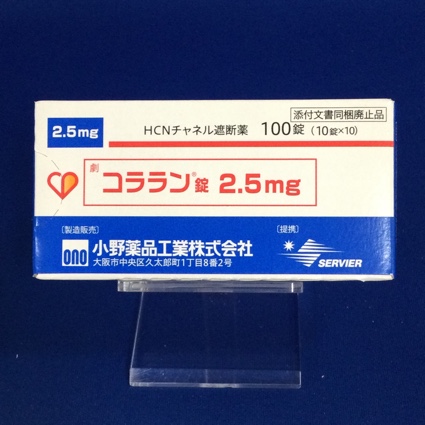 添付文書同梱廃止品
2.5mg
HCNチャネル遮断薬 100錠 (10錠×10)
劇 コララン®錠 2.5mg
〔製造販売〕 〔提携〕
ono 小野薬品工業株式会社
大阪市中央区久太郎町1丁目8番2号
SERVIER